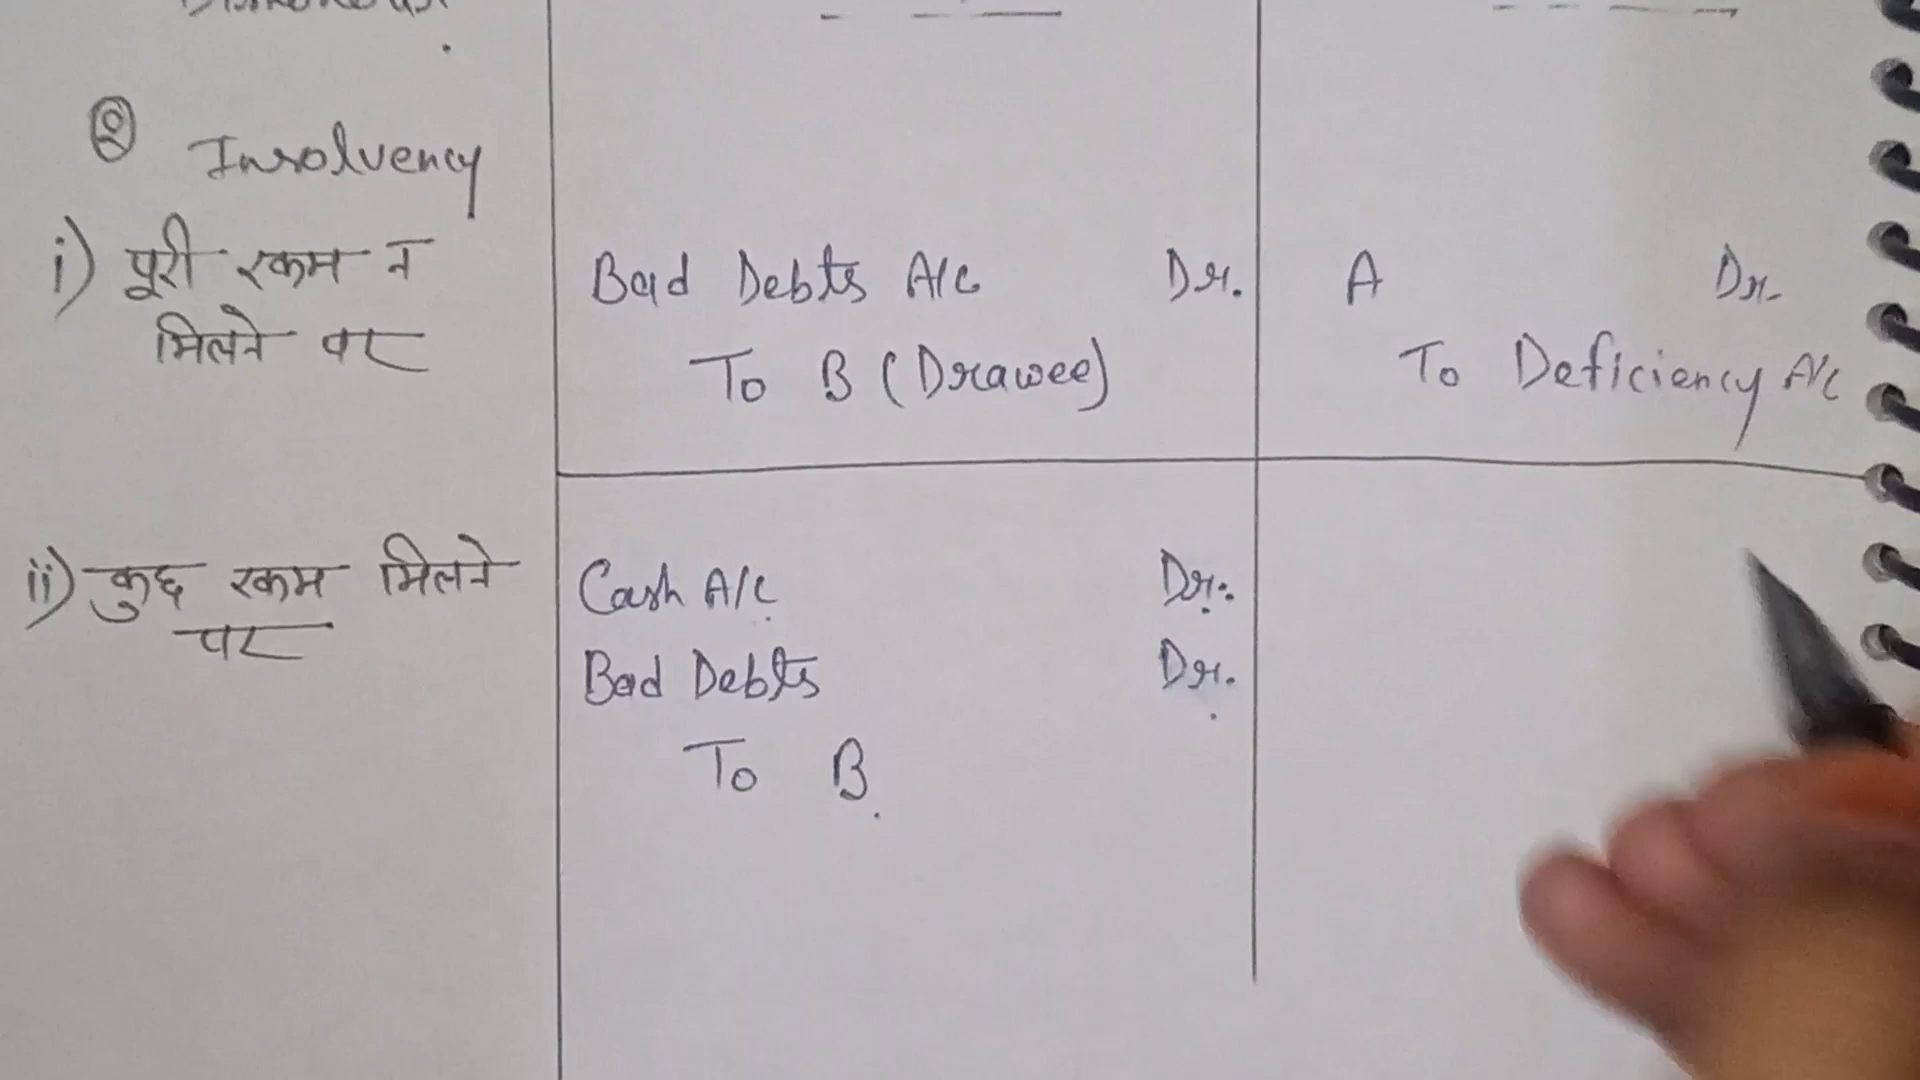 ② Insolvency
i) पूरी रकम न
मिलने पर
Bad Debts A/c Dr.
To B (Drawee)
A Dr.
To Deficiency A/c
ii) कुछ रकम मिलने
पर
Cash A/c Dr.
Bad Debts Dr.
To B